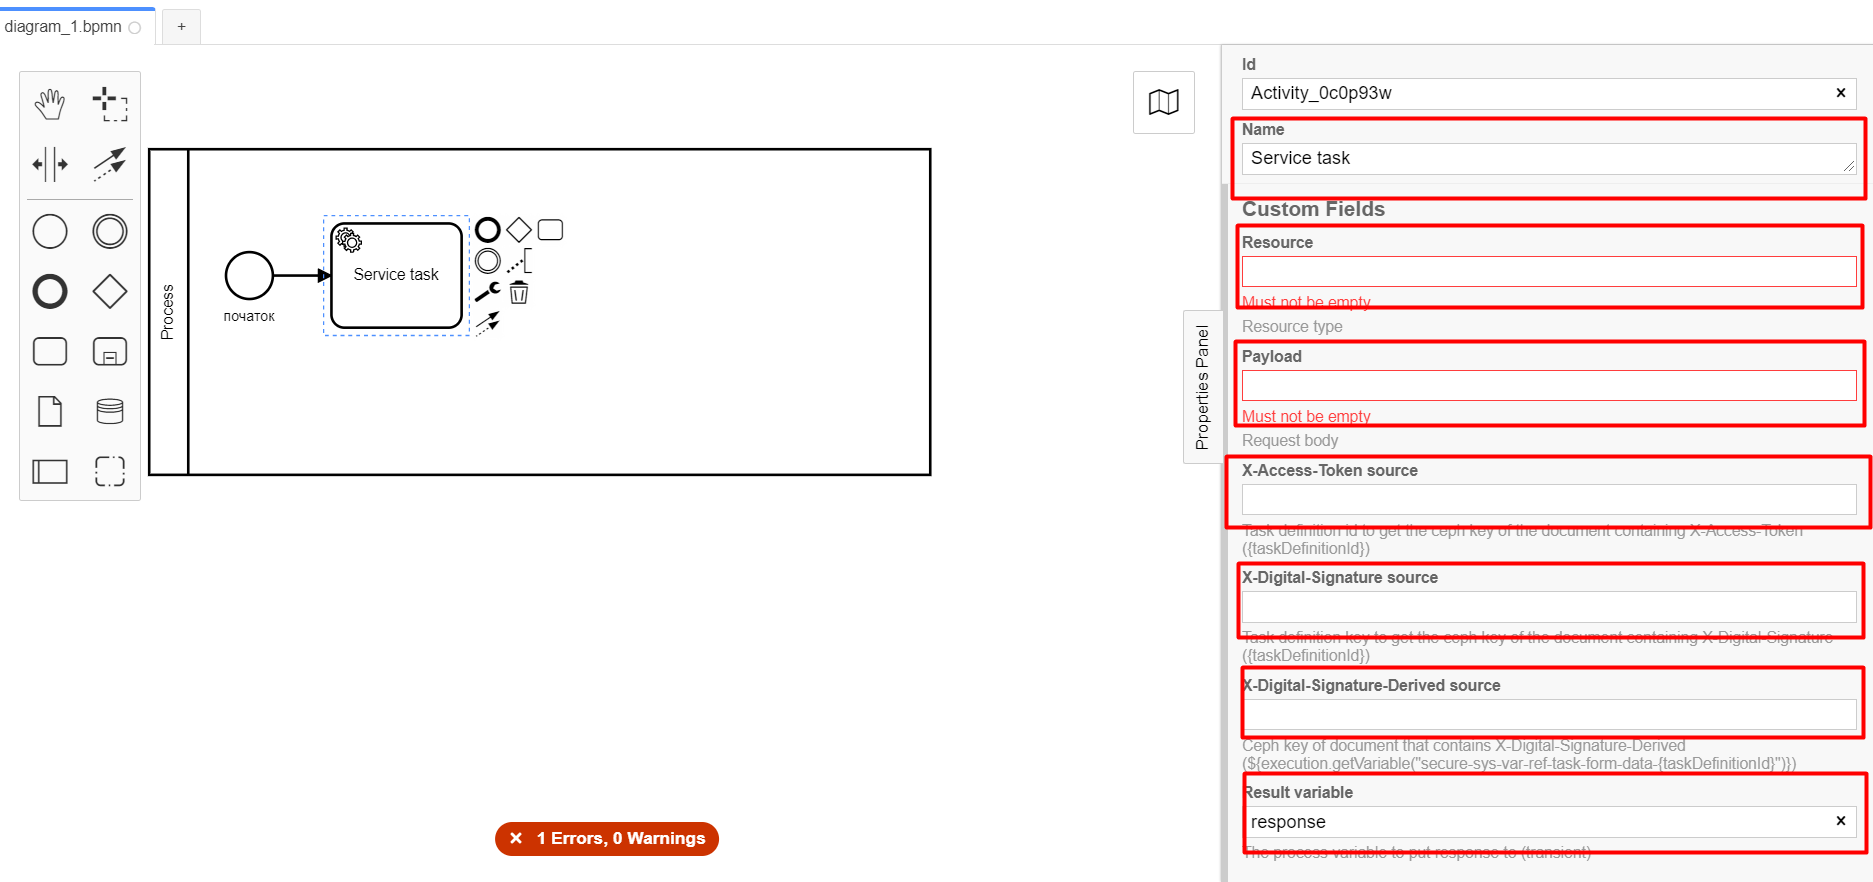 diagram_1.bpmn
+
Process
початок
Service task
Properties Panel
1 Errors, 0 Warnings
Id
Activity_0c0p93w
Name
Service task
Custom Fields
Resource
Must not be empty
Resource type
Payload
Must not be empty
Request body
X-Access-Token source
Task definition id to get the ceph key of the document containing X-Access-Token
({taskDefinitionId})
X-Digital-Signature source
Task definition key to get the ceph key of the document containing X-Digital-Signature
({taskDefinitionId})
X-Digital-Signature-Derived source
Ceph key of document that contains X-Digital-Signature-Derived
(${execution.getVariable("secure-sys-var-ref-task-form-data-{taskDefinitionId}")})
Result variable
response
The process variable to put response to (transient)